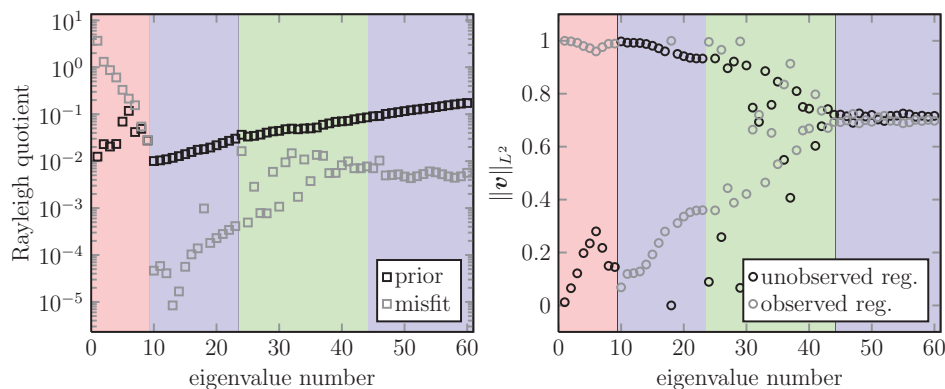 10^1
10^0
10^−1
10^−2
10^−3
10^−4
10^−5
Rayleigh quotient
prior
misfit
0 10 20 30 40 50 60
eigenvalue number
1
0.8
0.6
0.4
0.2
0
‖v‖_{L^2}
unobserved reg.
observed reg.
0 10 20 30 40 50 60
eigenvalue number